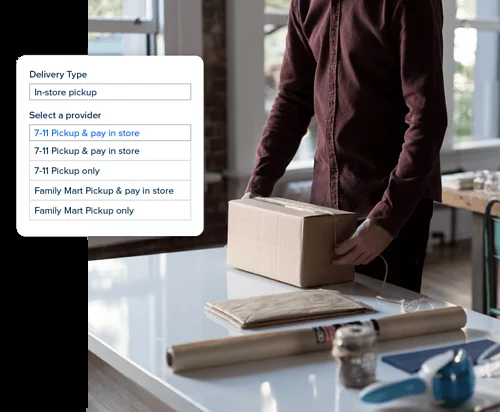 Delivery Type
In-store pickup
Select a provider
7-11 Pickup & pay in store
7-11 Pickup & pay in store
7-11 Pickup only
Family Mart Pickup & pay in store
Family Mart Pickup only